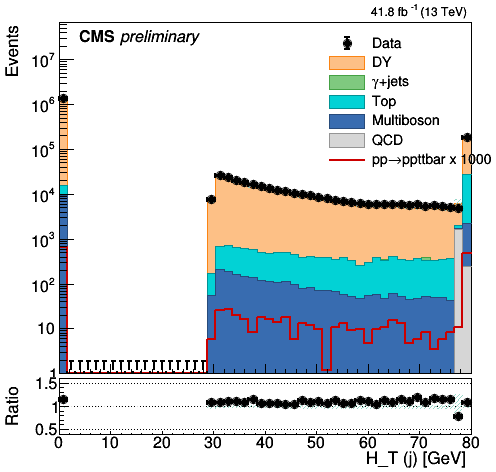 41.8 fb⁻¹ (13 TeV)
CMS preliminary
Events
10⁷
10⁶
10⁵
10⁴
10³
10²
10
1
Data
DY
γ+jets
Top
Multiboson
QCD
pp→ppttbar x 1000
Ratio
1.5
1
0.5
0 10 20 30 40 50 60 70 80
H_T (j) [GeV]